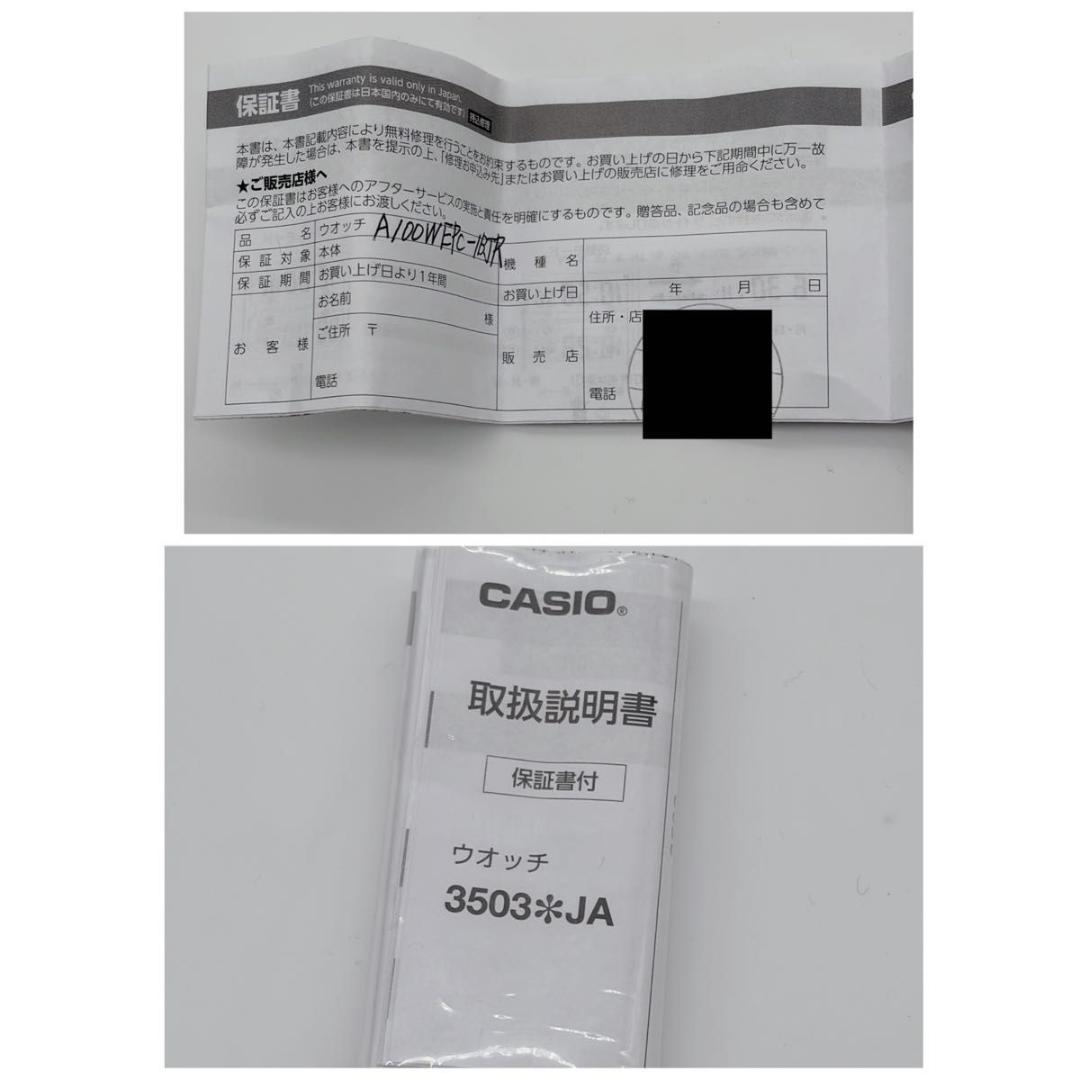 保証書 This warranty is valid only in Japan.
(この保証書は日本国内のみにて有効です) 持込修理
本書は、本書記載内容により無料修理を行うことをお約束するものです。お買い上げの日から下記期間中に万一故
障が発生した場合は、本書を提示の上、「修理お申込み先」またはお買い上げの販売店に修理をご用命ください。
★ご販売店様へ
この保証書はお客様へのアフターサービスの実施と責任を明確にするものです。贈答品、記念品の場合も含めて
必ずご記入の上お客様にお渡しください。
品名 ウオッチ A100WEPC-1BJR 機種名
保証対象 本体
保証期間 お買い上げ日より1年間 お買い上げ日 年 月 日
お客様 お名前 様
ご住所 〒
電話
販売店 住所・店
電話
CASIO®
取扱説明書
保証書付
ウオッチ
3503✽JA